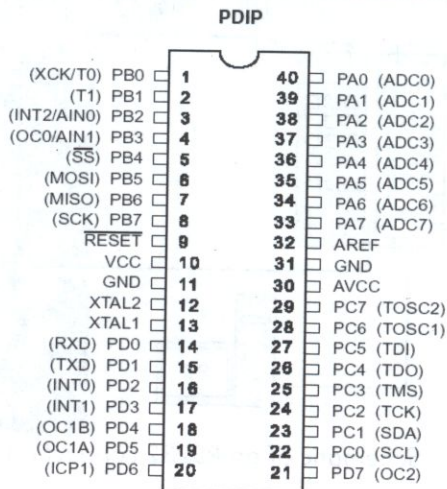 PDIP
(XCK/T0) PB0 1 40 PA0 (ADC0)
(T1) PB1 2 39 PA1 (ADC1)
(INT2/AIN0) PB2 3 38 PA2 (ADC2)
(OC0/AIN1) PB3 4 37 PA3 (ADC3)
(SS) PB4 5 36 PA4 (ADC4)
(MOSI) PB5 6 35 PA5 (ADC5)
(MISO) PB6 7 34 PA6 (ADC6)
(SCK) PB7 8 33 PA7 (ADC7)
RESET 9 32 AREF
VCC 10 31 GND
GND 11 30 AVCC
XTAL2 12 29 PC7 (TOSC2)
XTAL1 13 28 PC6 (TOSC1)
(RXD) PD0 14 27 PC5 (TDI)
(TXD) PD1 15 26 PC4 (TDO)
(INT0) PD2 16 25 PC3 (TMS)
(INT1) PD3 17 24 PC2 (TCK)
(OC1B) PD4 18 23 PC1 (SDA)
(OC1A) PD5 19 22 PC0 (SCL)
(ICP1) PD6 20 21 PD7 (OC2)